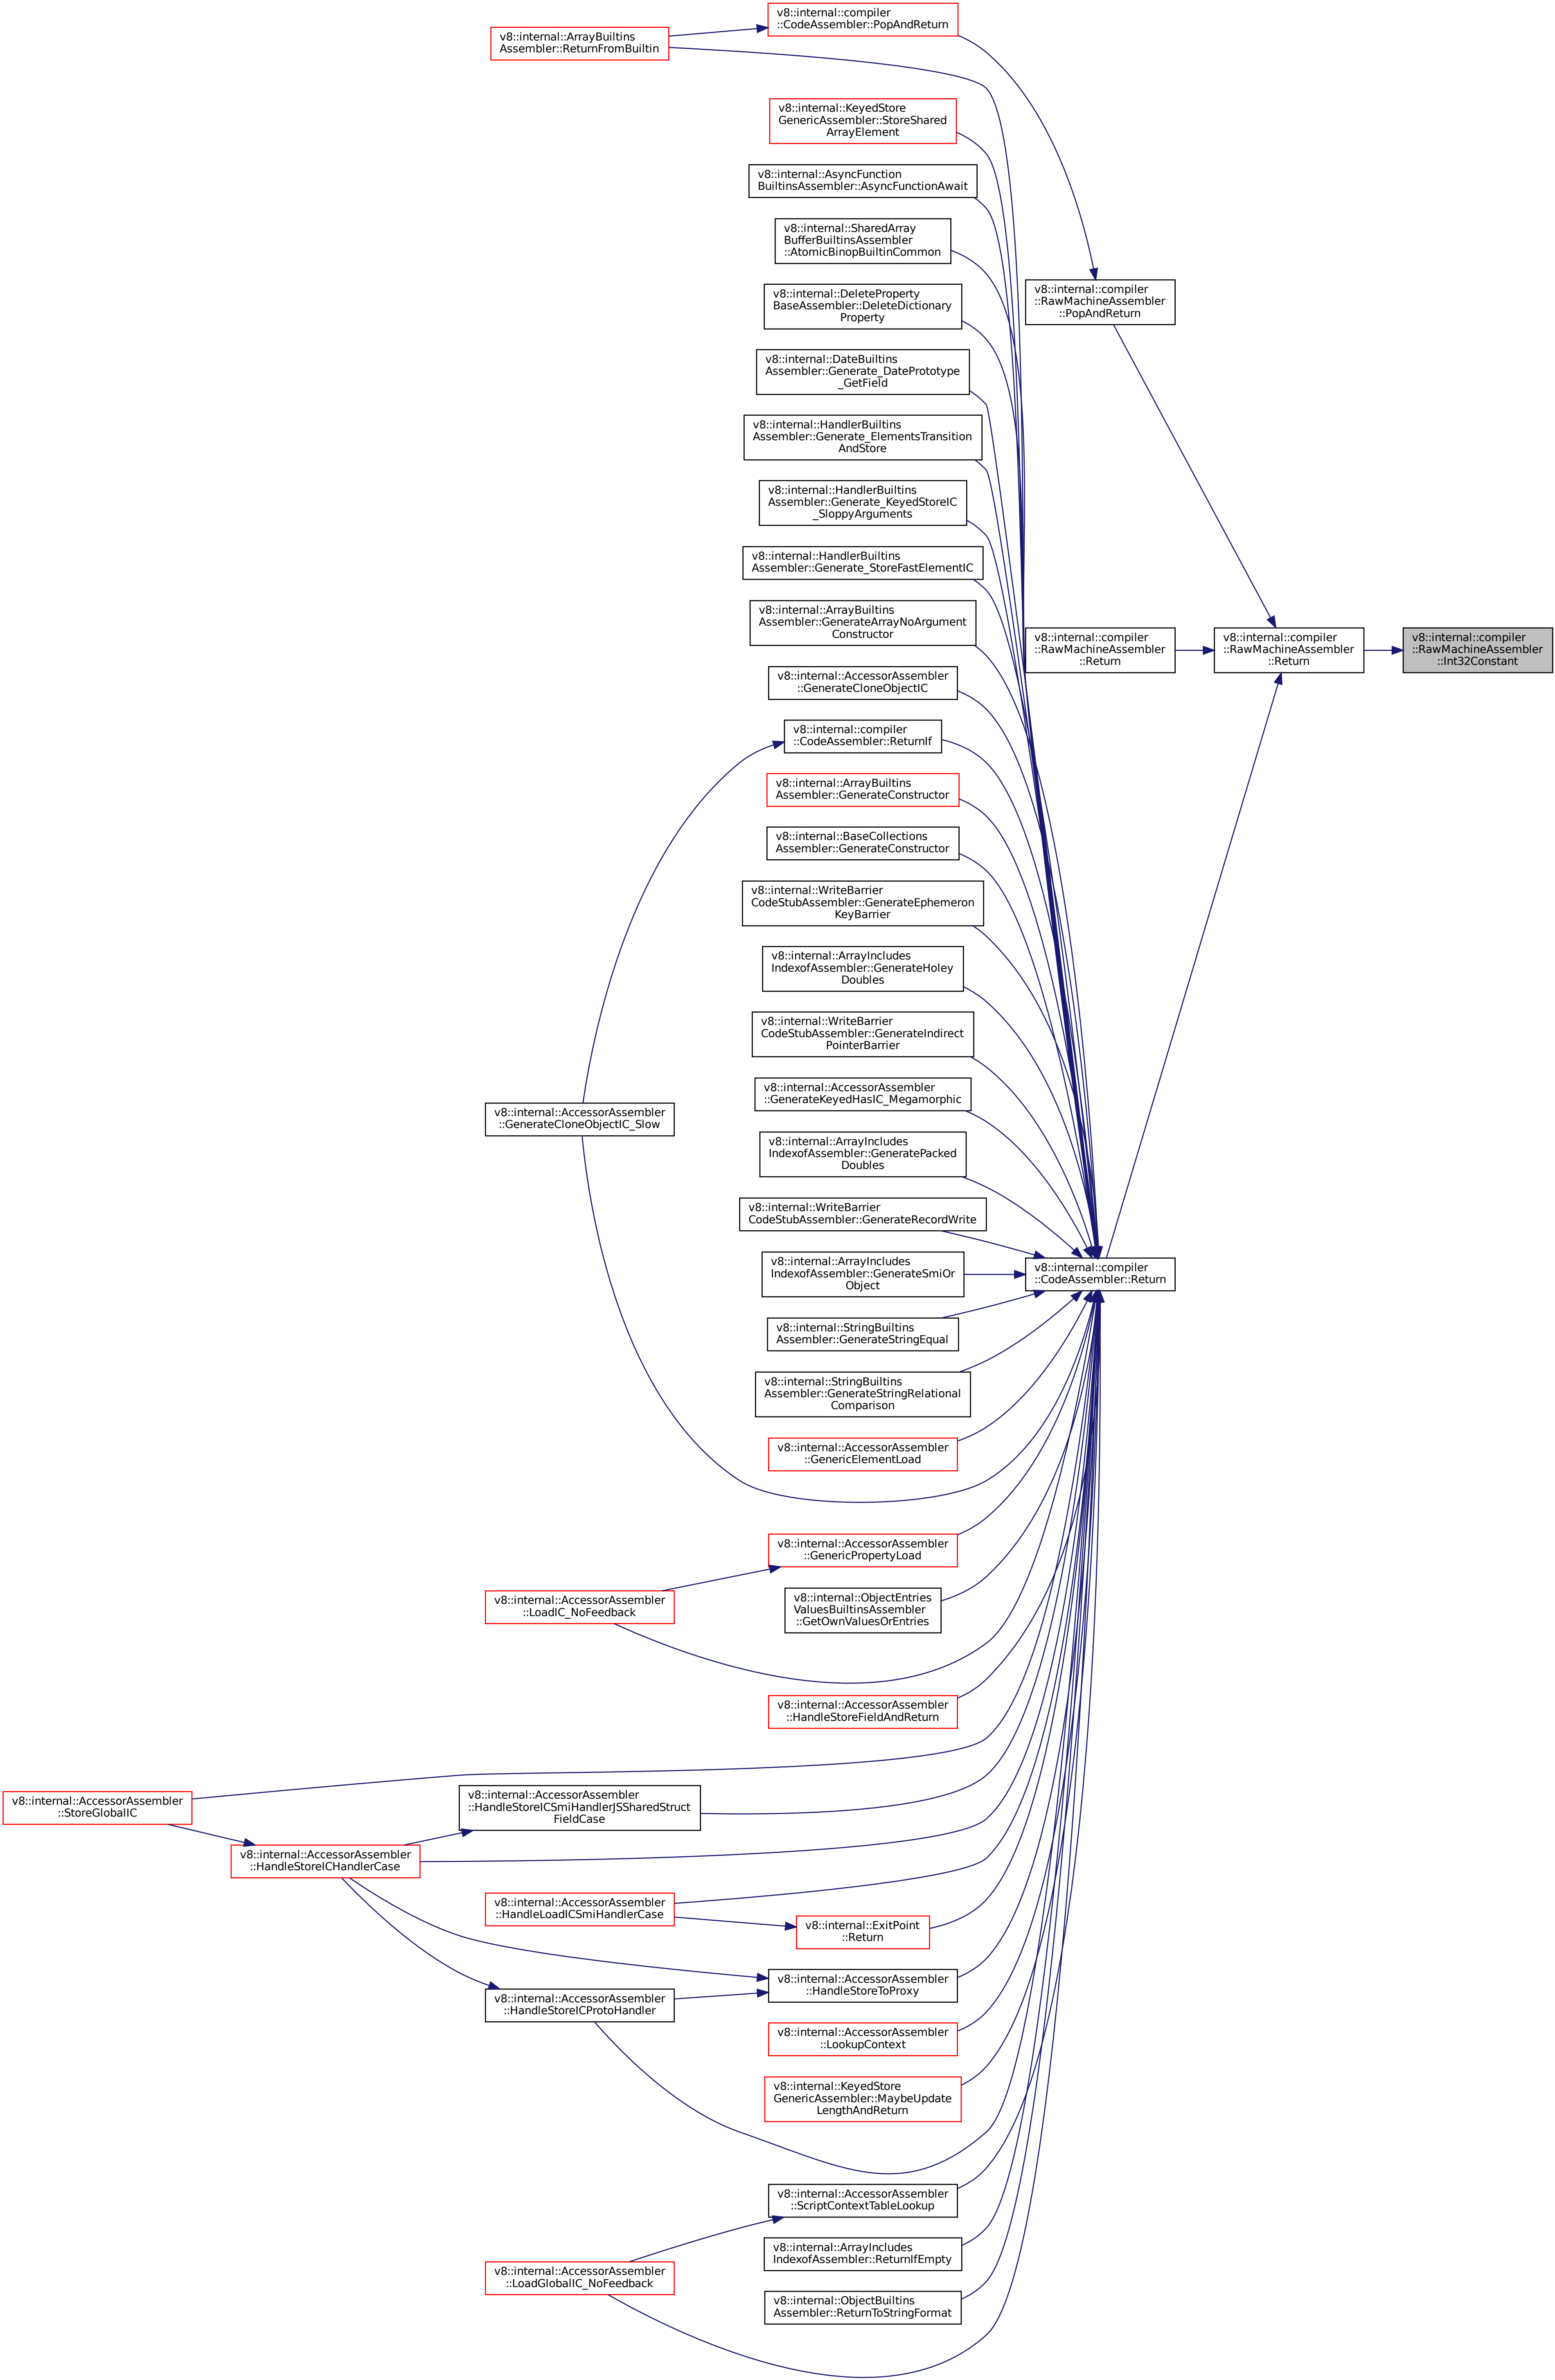 v8::internal::compiler
::CodeAssembler::PopAndReturn
v8::internal::ArrayBuiltins
Assembler::ReturnFromBuiltin
v8::internal::KeyedStore
GenericAssembler::StoreShared
ArrayElement
v8::internal::AsyncFunction
BuiltinsAssembler::AsyncFunctionAwait
v8::internal::SharedArray
BufferBuiltinsAssembler
::AtomicBinopBuiltinCommon
v8::internal::DeleteProperty
BaseAssembler::DeleteDictionary
Property
v8::internal::compiler
::RawMachineAssembler
::PopAndReturn
v8::internal::DateBuiltins
Assembler::Generate_DatePrototype
_GetField
v8::internal::HandlerBuiltins
Assembler::Generate_ElementsTransition
AndStore
v8::internal::HandlerBuiltins
Assembler::Generate_KeyedStoreIC
_SloppyArguments
v8::internal::HandlerBuiltins
Assembler::Generate_StoreFastElementIC
v8::internal::ArrayBuiltins
Assembler::GenerateArrayNoArgument
Constructor
v8::internal::compiler
::RawMachineAssembler
::Return
v8::internal::compiler
::RawMachineAssembler
::Return
v8::internal::compiler
::RawMachineAssembler
::Int32Constant
v8::internal::AccessorAssembler
::GenerateCloneObjectIC
v8::internal::compiler
::CodeAssembler::ReturnIf
v8::internal::ArrayBuiltins
Assembler::GenerateConstructor
v8::internal::BaseCollections
Assembler::GenerateConstructor
v8::internal::WriteBarrier
CodeStubAssembler::GenerateEphemeron
KeyBarrier
v8::internal::ArrayIncludes
IndexofAssembler::GenerateHoley
Doubles
v8::internal::WriteBarrier
CodeStubAssembler::GenerateIndirect
PointerBarrier
v8::internal::AccessorAssembler
::GenerateKeyedHasIC_Megamorphic
v8::internal::AccessorAssembler
::GenerateCloneObjectIC_Slow
v8::internal::ArrayIncludes
IndexofAssembler::GeneratePacked
Doubles
v8::internal::WriteBarrier
CodeStubAssembler::GenerateRecordWrite
v8::internal::ArrayIncludes
IndexofAssembler::GenerateSmiOr
Object
v8::internal::compiler
::CodeAssembler::Return
v8::internal::StringBuiltins
Assembler::GenerateStringEqual
v8::internal::StringBuiltins
Assembler::GenerateStringRelational
Comparison
v8::internal::AccessorAssembler
::GenericElementLoad
v8::internal::AccessorAssembler
::GenericPropertyLoad
v8::internal::AccessorAssembler
::LoadIC_NoFeedback
v8::internal::ObjectEntries
ValuesBuiltinsAssembler
::GetOwnValuesOrEntries
v8::internal::AccessorAssembler
::HandleStoreFieldAndReturn
v8::internal::AccessorAssembler
::StoreGlobalIC
v8::internal::AccessorAssembler
::HandleStoreICSmiHandlerJSSharedStruct
FieldCase
v8::internal::AccessorAssembler
::HandleStoreICHandlerCase
v8::internal::AccessorAssembler
::HandleLoadICSmiHandlerCase
v8::internal::ExitPoint
::Return
v8::internal::AccessorAssembler
::HandleStoreToProxy
v8::internal::AccessorAssembler
::HandleStoreICProtoHandler
v8::internal::AccessorAssembler
::LookupContext
v8::internal::KeyedStore
GenericAssembler::MaybeUpdate
LengthAndReturn
v8::internal::AccessorAssembler
::ScriptContextTableLookup
v8::internal::ArrayIncludes
IndexofAssembler::ReturnIfEmpty
v8::internal::AccessorAssembler
::LoadGlobalIC_NoFeedback
v8::internal::ObjectBuiltins
Assembler::ReturnToStringFormat